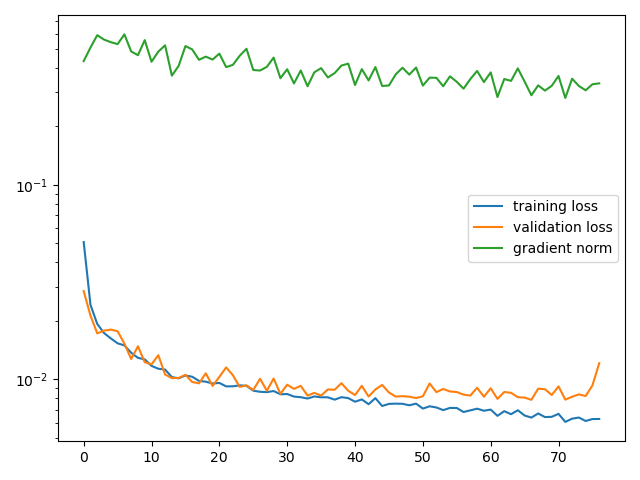 10⁻¹
10⁻²
training loss
validation loss
gradient norm
0 10 20 30 40 50 60 70